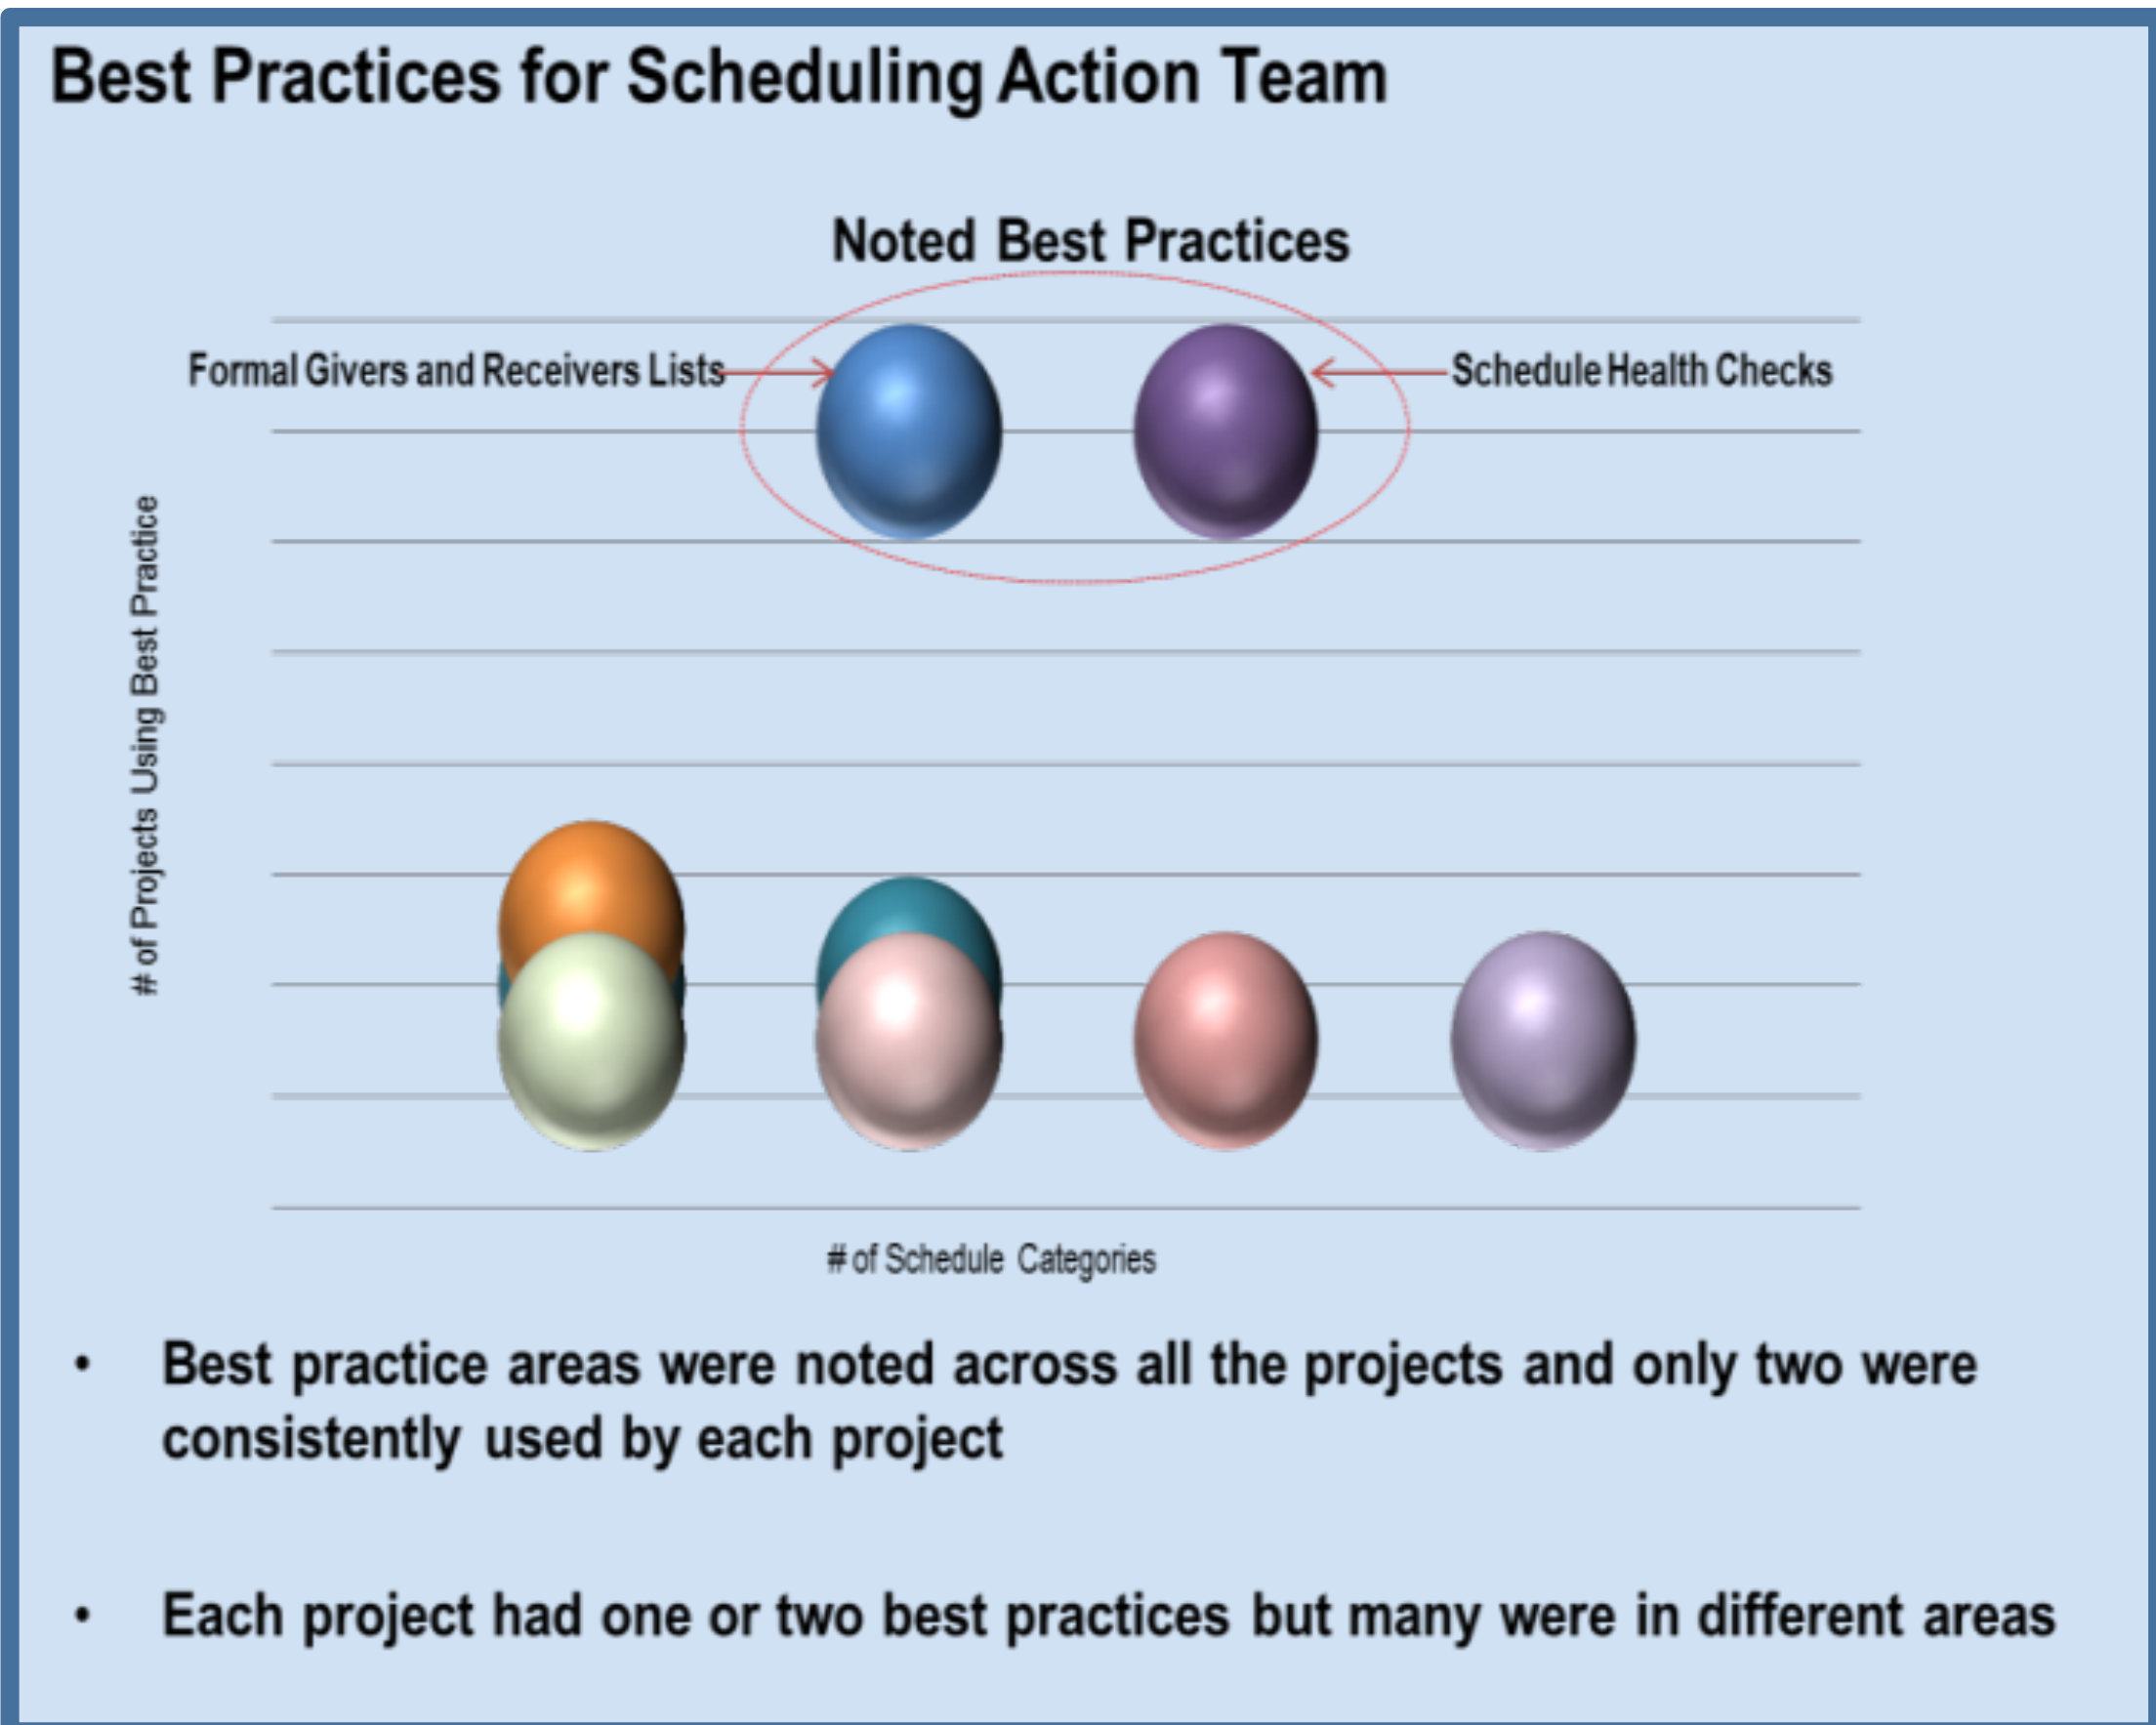 Best Practices for Scheduling Action Team
Noted Best Practices
Formal Givers and Receivers Lists
Schedule Health Checks
# of Projects Using Best Practice
# of Schedule Categories
• Best practice areas were noted across all the projects and only two were
consistently used by each project
• Each project had one or two best practices but many were in different areas